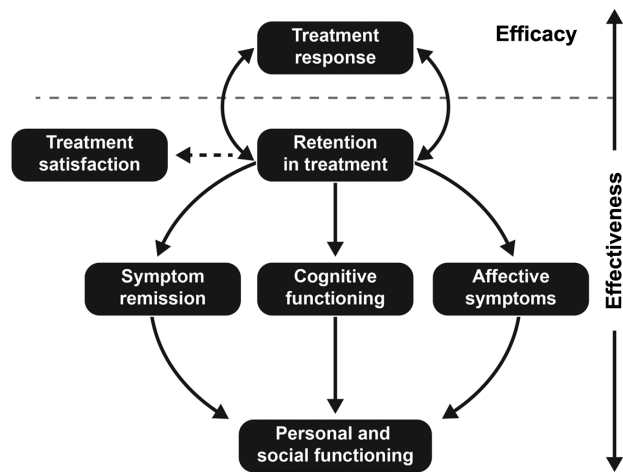 Treatment
response
Efficacy
Treatment
satisfaction
Retention
in treatment
Symptom
remission
Cognitive
functioning
Affective
symptoms
Effectiveness
Personal and
social functioning